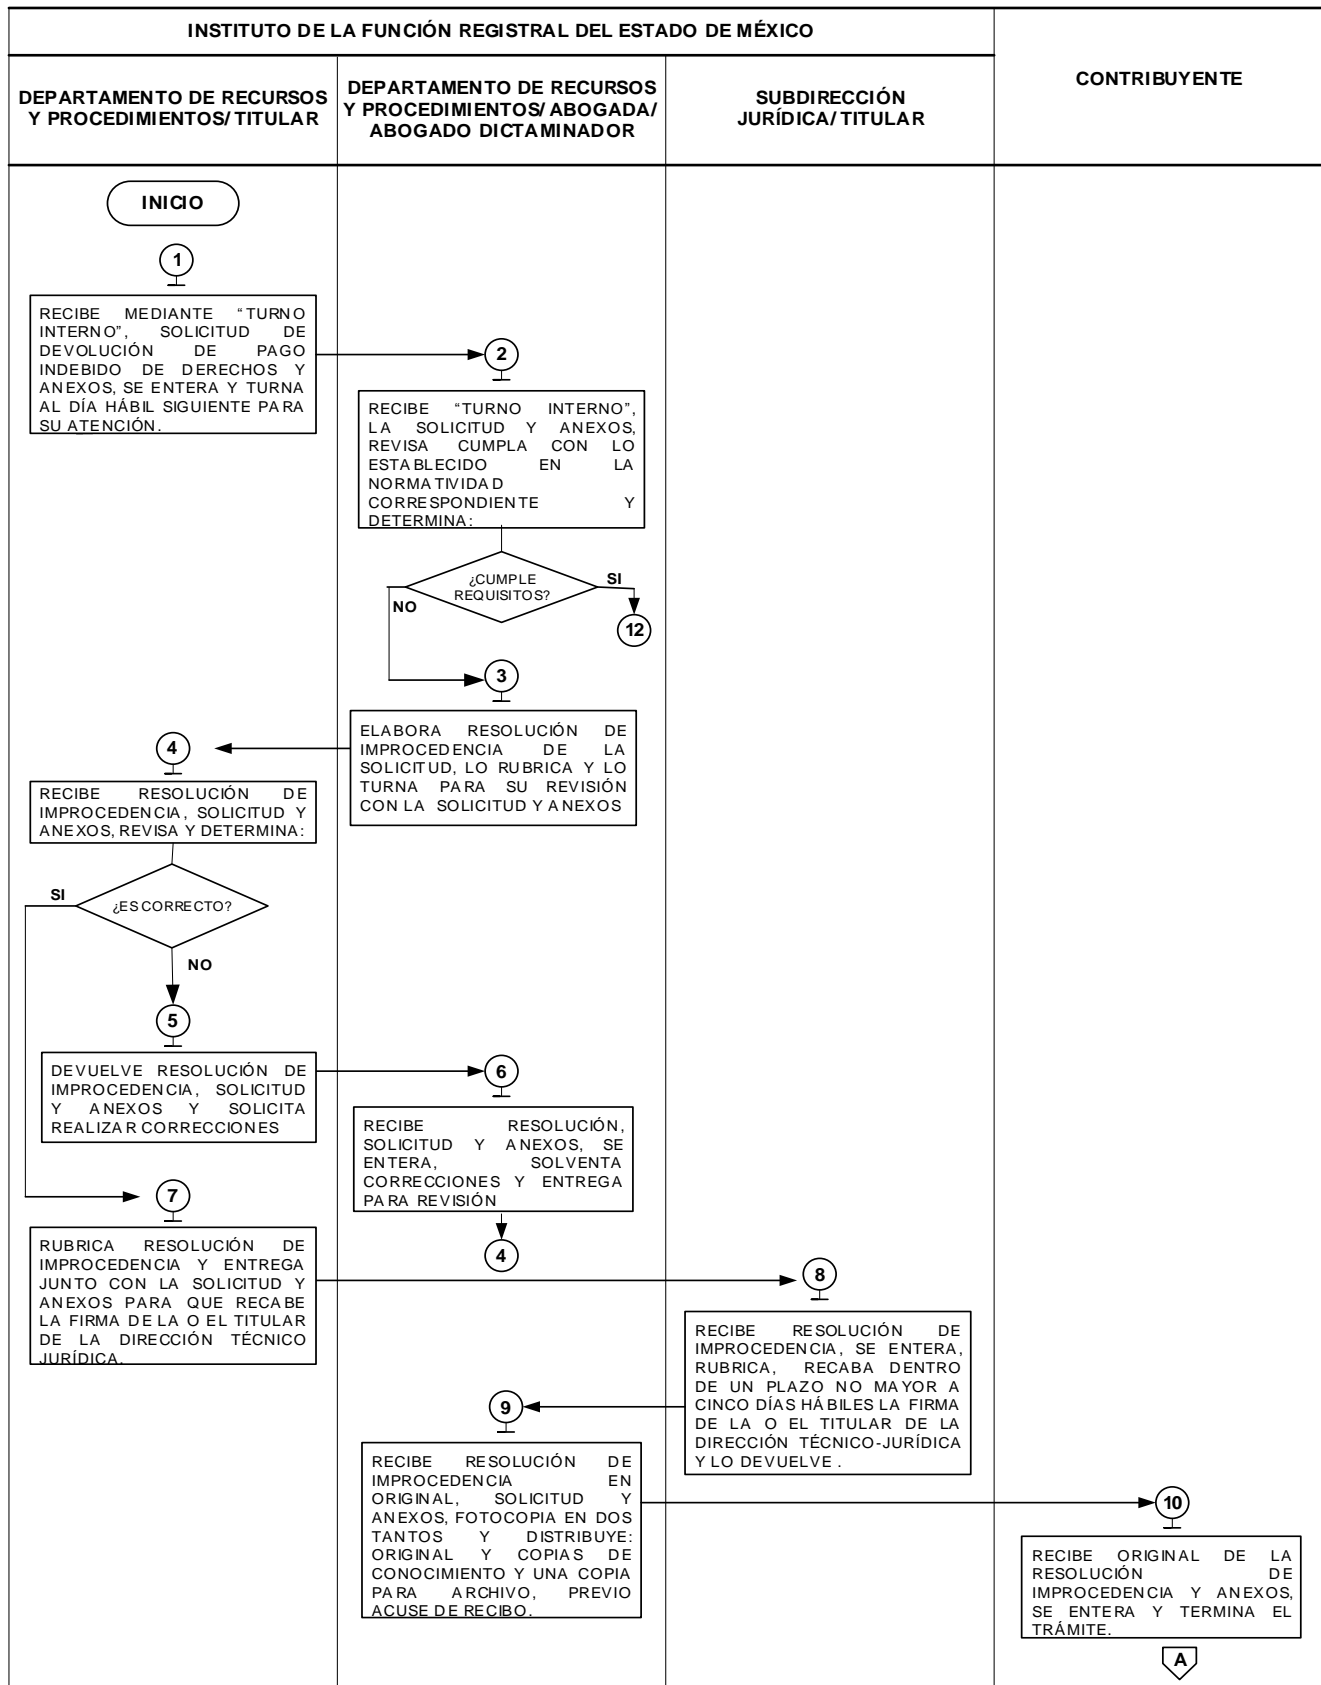 INSTITUTO DE LA FUNCIÓN REGISTRAL DEL ESTADO DE MÉXICO
CONTRIBUYENTE
DEPARTAMENTO DE RECURSOS
Y PROCEDIMIENTOS/ TITULAR
DEPARTAMENTO DE RECURSOS
Y PROCEDIMIENTOS/ ABOGADA/
ABOGADO DICTAMINADOR
SUBDIRECCIÓN
JURÍDICA/ TITULAR
INICIO
1
RECIBE MEDIANTE “TURNO
INTERNO”, SOLICITUD DE
DEVOLUCIÓN DE PAGO
INDEBIDO DE DERECHOS Y
ANEXOS, SE ENTERA Y TURNA
AL DÍA HÁBIL SIGUIENTE PARA
SU ATENCIÓN.
2
RECIBE “TURNO INTERNO”,
LA SOLICITUD Y ANEXOS,
REVISA CUMPLA CON LO
ESTABLECIDO EN LA
NORMATIVIDAD
CORRESPONDIENTE Y
DETERMINA:
¿CUMPLE
REQUISITOS?
SI
NO
12
3
ELABORA RESOLUCIÓN DE
IMPROCEDENCIA DE LA
SOLICITUD, LO RUBRICA Y LO
TURNA PARA SU REVISIÓN
CON LA SOLICITUD Y ANEXOS
4
RECIBE RESOLUCIÓN DE
IMPROCEDENCIA, SOLICITUD Y
ANEXOS, REVISA Y DETERMINA:
SI
¿ES CORRECTO?
NO
5
DEVUELVE RESOLUCIÓN DE
IMPROCEDENCIA, SOLICITUD
Y ANEXOS Y SOLICITA
REALIZAR CORRECCIONES
6
RECIBE RESOLUCIÓN,
SOLICITUD Y ANEXOS, SE
ENTERA, SOLVENTA
CORRECCIONES Y ENTREGA
PARA REVISIÓN
4
7
RUBRICA RESOLUCIÓN DE
IMPROCEDENCIA Y ENTREGA
JUNTO CON LA SOLICITUD Y
ANEXOS PARA QUE RECABE
LA FIRMA DE LA O EL TITULAR
DE LA DIRECCIÓN TÉCNICO
JURÍDICA.
8
RECIBE RESOLUCIÓN DE
IMPROCEDENCIA, SE ENTERA,
RUBRICA, RECABA DENTRO
DE UN PLAZO NO MAYOR A
CINCO DÍAS HÁBILES LA FIRMA
DE LA O EL TITULAR DE LA
DIRECCIÓN TÉCNICO-JURÍDICA
Y LO DEVUELVE .
9
RECIBE RESOLUCIÓN DE
IMPROCEDENCIA EN
ORIGINAL, SOLICITUD Y
ANEXOS, FOTOCOPIA EN DOS
TANTOS Y DISTRIBUYE:
ORIGINAL Y COPIAS DE
CONOCIMIENTO Y UNA COPIA
PARA ARCHIVO, PREVIO
ACUSE DE RECIBO.
10
RECIBE ORIGINAL DE LA
RESOLUCIÓN DE
IMPROCEDENCIA Y ANEXOS,
SE ENTERA Y TERMINA EL
TRÁMITE.
A